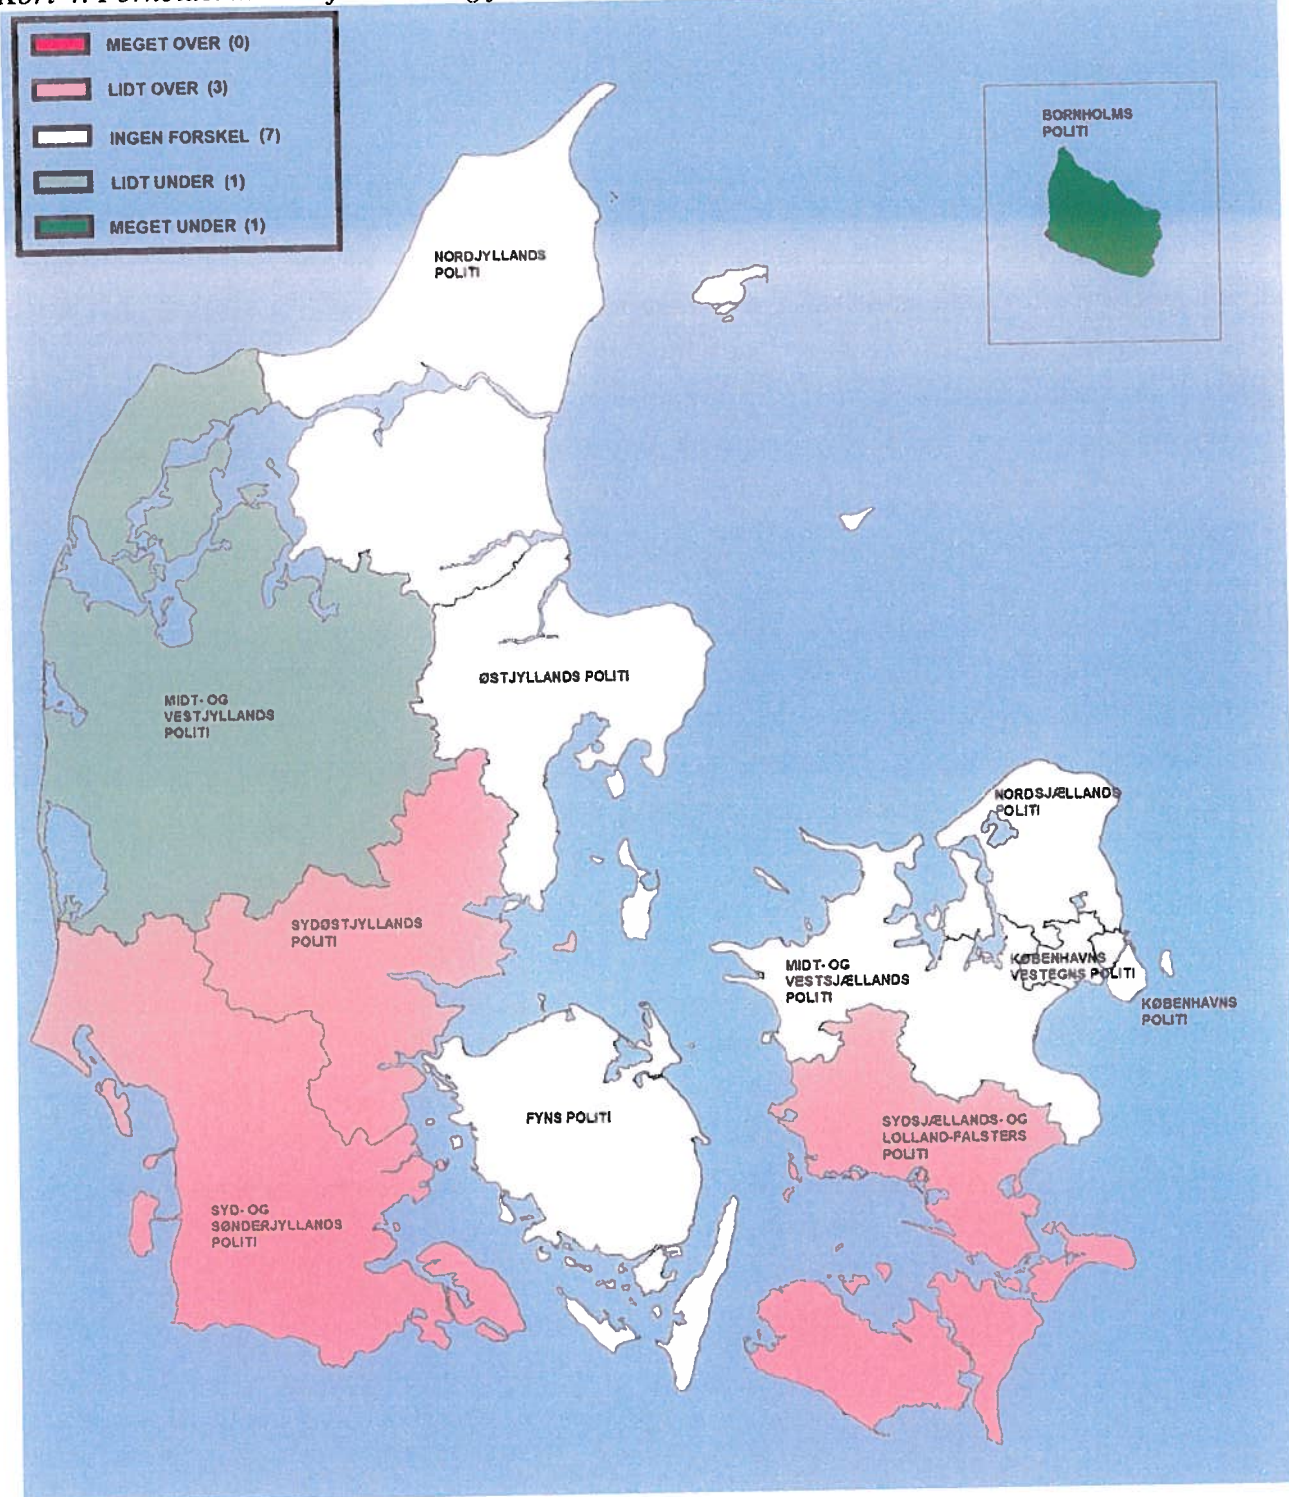 MEGET OVER (0)
LIDT OVER (3)
INGEN FORSKEL (7)
LIDT UNDER (1)
MEGET UNDER (1)
BORNHOLMS
POLITI
NORDJYLLANDS
POLITI
ØSTJYLLANDS POLITI
MIDT- OG
VESTJYLLANDS
POLITI
NORDSJÆLLANDS
POLITI
SYDØSTJYLLANDS
POLITI
MIDT- OG
VESTSJÆLLANDS
POLITI
KØBENHAVNS
VESTEGNS POLITI
KØBENHAVNS
POLITI
FYNS POLITI
SYDSJÆLLANDS- OG
LOLLAND-FALSTERS
POLITI
SYD- OG
SØNDERJYLLANDS
POLITI